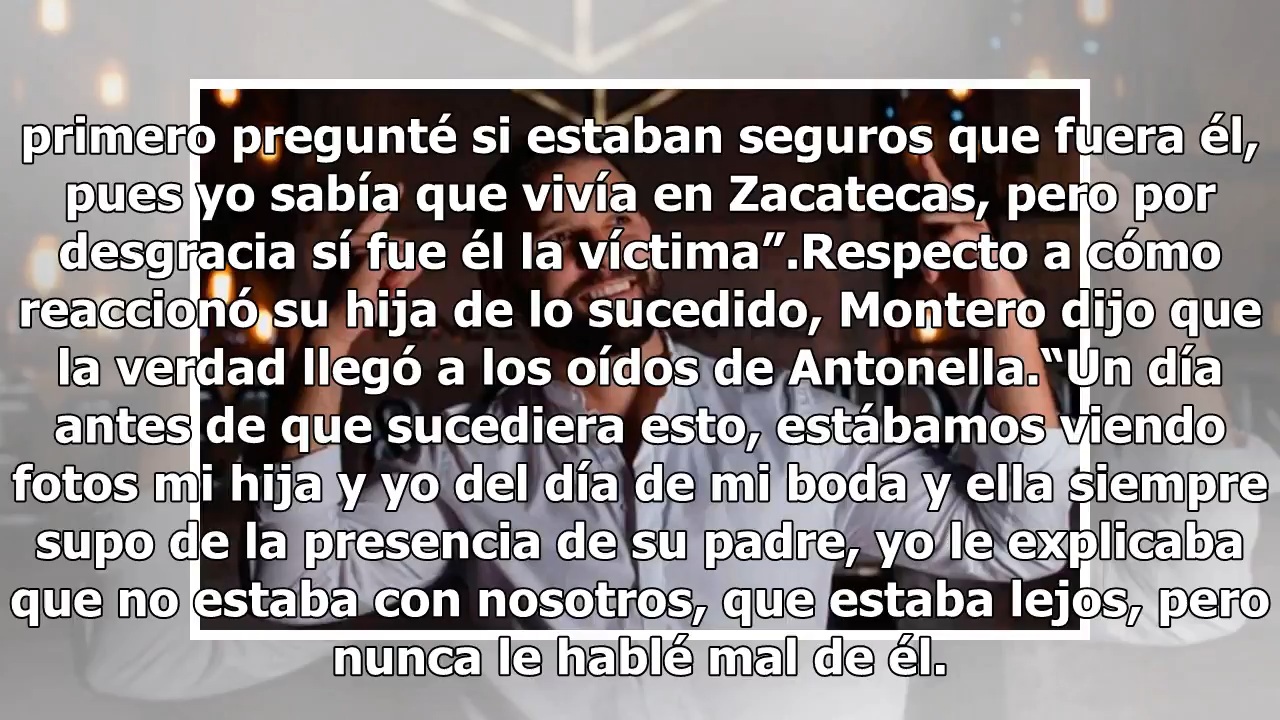 primero pregunté si estaban seguros que fuera él,
pues yo sabía que vivía en Zacatecas, pero por
desgracia sí fue él la víctima”.Respecto a cómo
reaccionó su hija de lo sucedido, Montero dijo que
la verdad llegó a los oídos de Antonella.“Un día
antes de que sucediera esto, estábamos viendo
fotos mi hija y yo del día de mi boda y ella siempre
supo de la presencia de su padre, yo le explicaba
que no estaba con nosotros, que estaba lejos, pero
nunca le hablé mal de él.